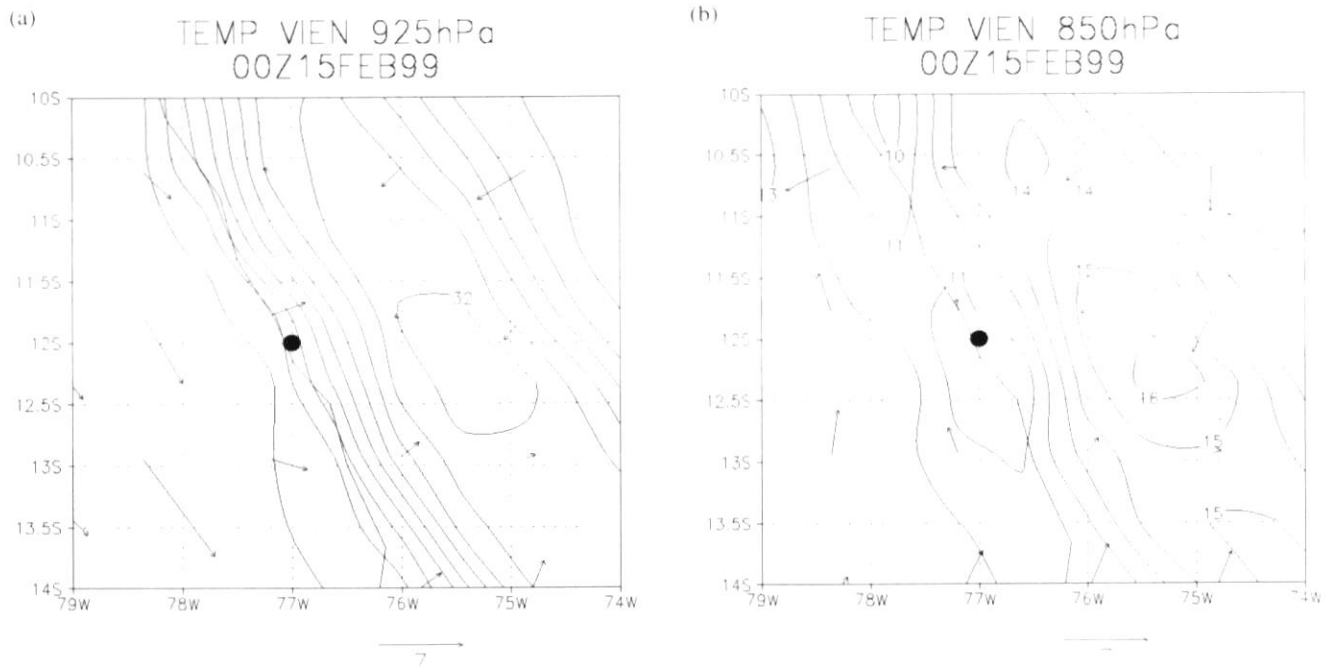 (a)
TEMP VIEN 925hPa
00Z15FEB99
10S
10.5S
11S
11.5S
12S
12.5S
13S
13.5S
14S
79W 78W 77W 76W 75W 74W
32
7
(b)
TEMP VIEN 850hPa
00Z15FEB99
10S
10.5S
11S
11.5S
12S
12.5S
13S
13.5S
14S
79W 78W 77W 76W 75W 74W
10
13
14
14
11
11
15
16
15
15